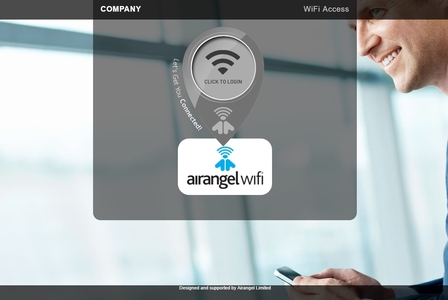 COMPANY
WiFi Access
CLICK TO LOGIN
Let's Get You Connected!
airangel wifi
Designed and supported by Airangel Limited